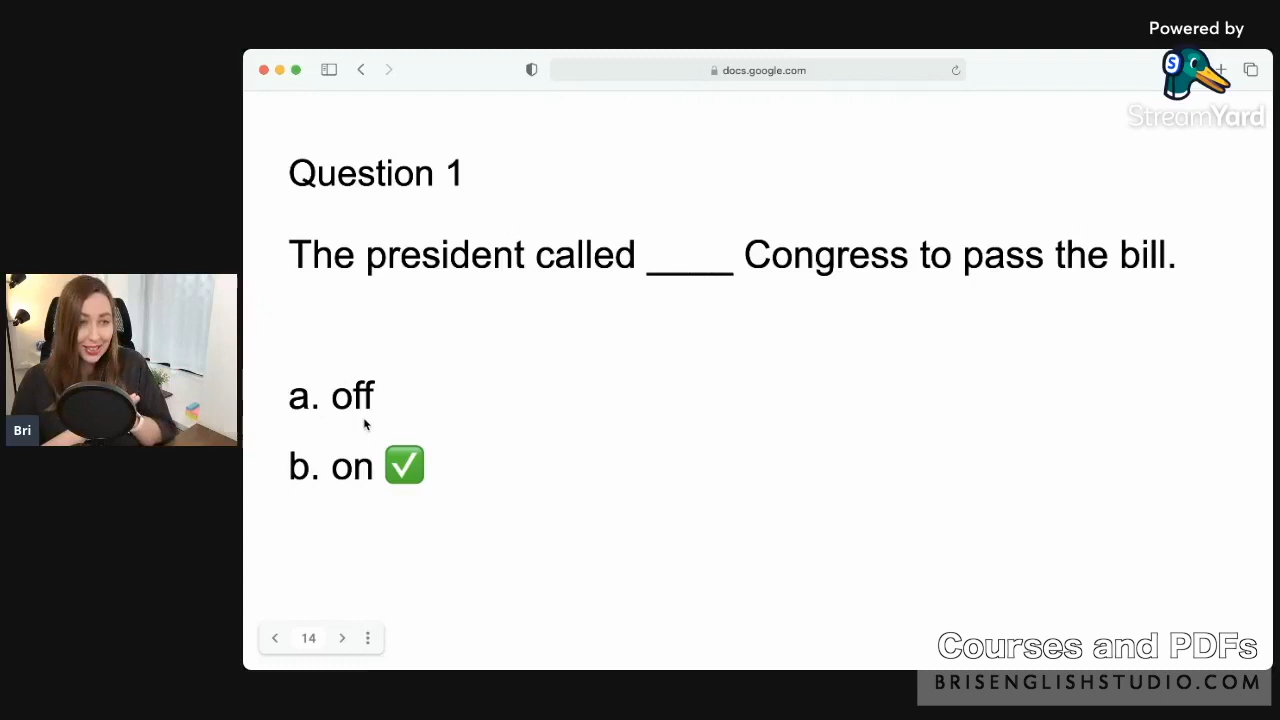 Powered by
StreamYard
docs.google.com
Question 1
The president called ____ Congress to pass the bill.
a. off
b. on ✅
Bri
14
Courses and PDFs
BRISENGLISHSTUDIO.COM